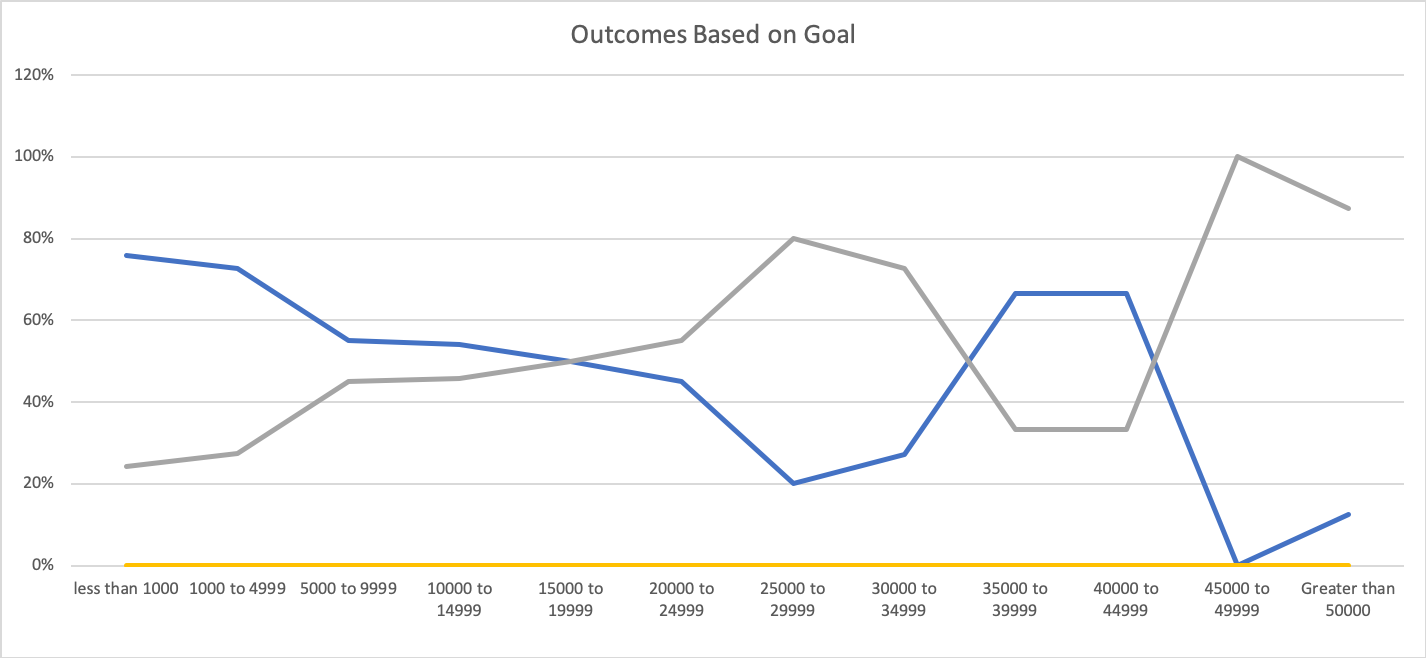 Outcomes Based on Goal
120%
100%
80%
60%
40%
20%
0%
less than 1000
1000 to 4999
5000 to 9999
10000 to
14999
15000 to
19999
20000 to
24999
25000 to
29999
30000 to
34999
35000 to
39999
40000 to
44999
45000 to
49999
Greater than
50000